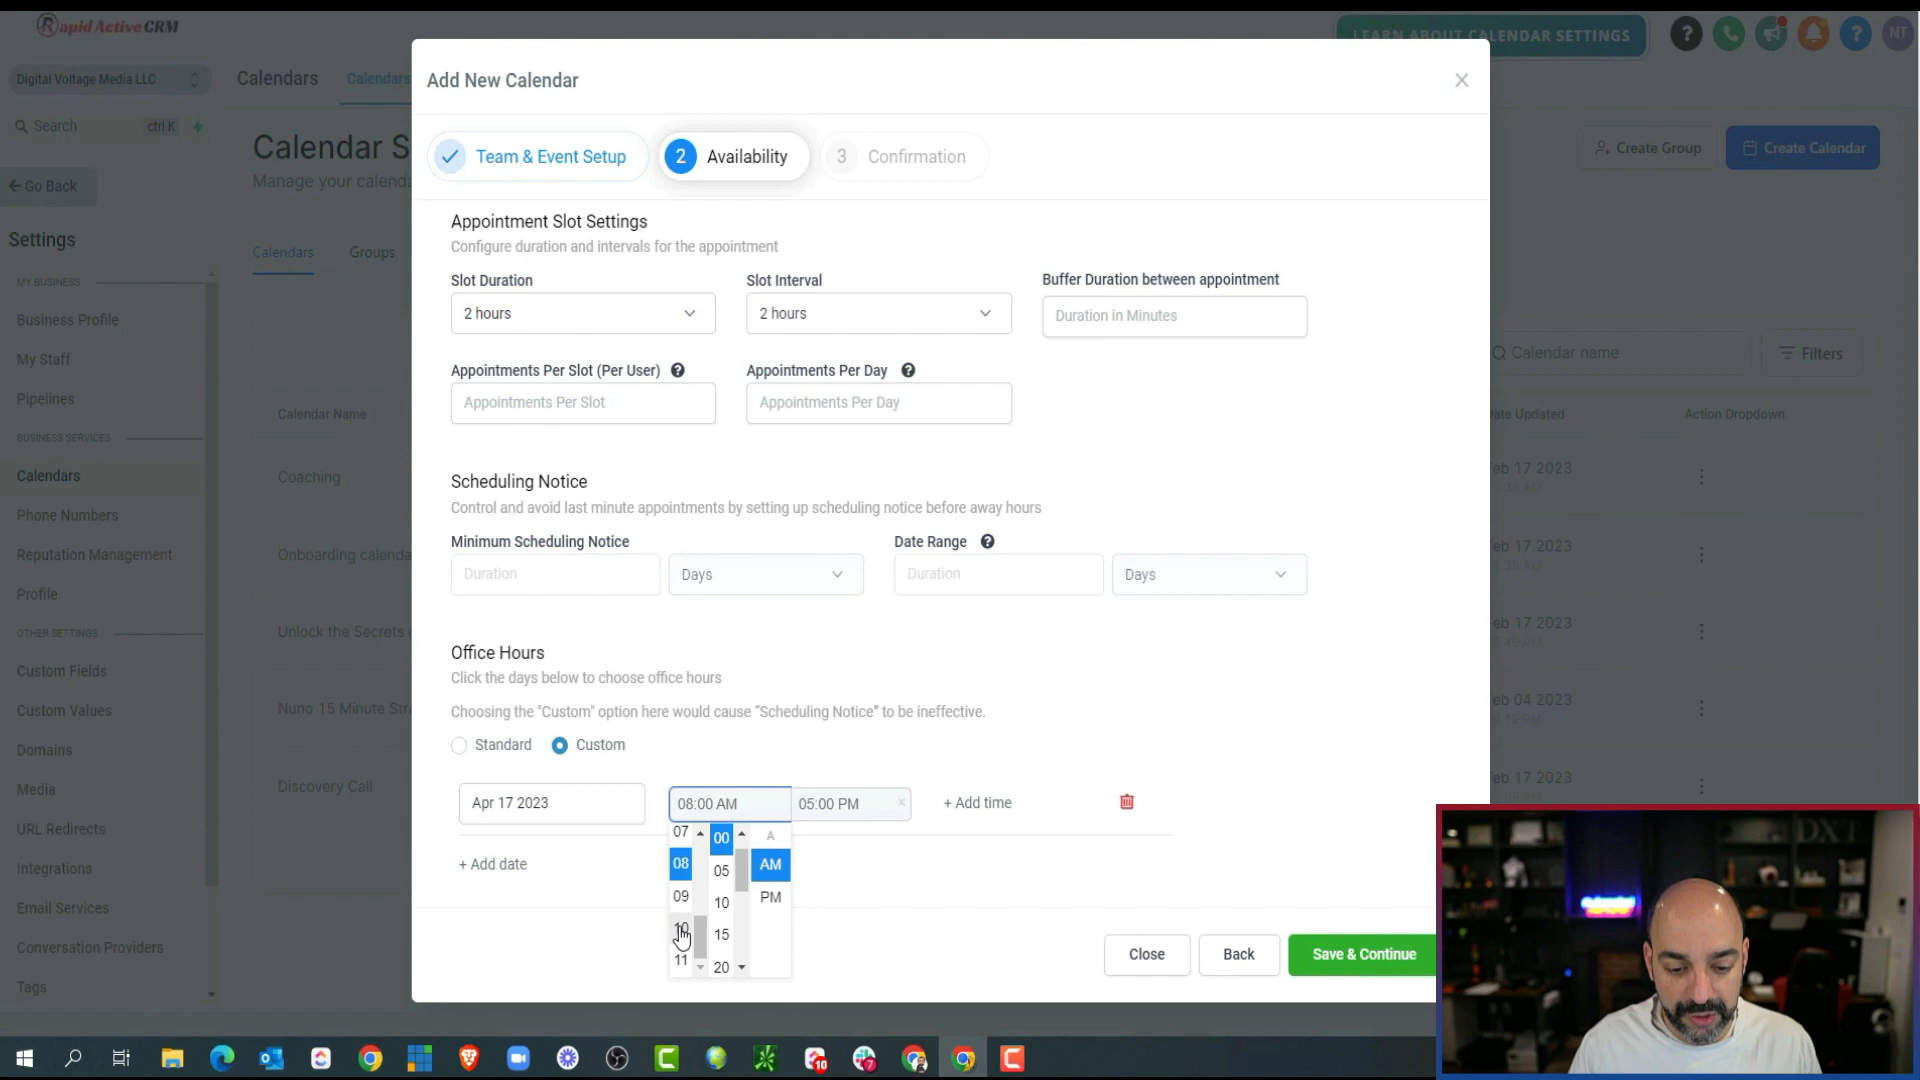 Rapid Active CRM
LEARN ABOUT CALENDAR SETTINGS
? ? NT
Digital Voltage Media LLC
Calendars Calendars
Add New Calendar
Search ctrl K
Calendar S
Manage your calenda
Create Group Create Calendar
Team & Event Setup 2 Availability 3 Confirmation
Go Back
Settings
Calendars Groups
Appointment Slot Settings
Configure duration and intervals for the appointment
Slot Duration Slot Interval Buffer Duration between appointment
2 hours 2 hours Duration in Minutes
Appointments Per Slot (Per User) ? Appointments Per Day ?
Appointments Per Slot Appointments Per Day
Calendar name Filters
Calendar Name Date Updated Action Dropdown
MY BUSINESS
Business Profile
My Staff
Pipelines
BUSINESS SERVICES
Calendars
Phone Numbers
Reputation Management
Profile
OTHER SETTINGS
Custom Fields
Custom Values
Domains
Media
URL Redirects
Integrations
Email Services
Conversation Providers
Tags
Coaching
Onboarding calenda
Unlock the Secrets
Nuno 15 Minute Str
Discovery Call
eb 17 2023
eb 17 2023
eb 17 2023
eb 04 2023
eb 17 2023
Scheduling Notice
Control and avoid last minute appointments by setting up scheduling notice before away hours
Minimum Scheduling Notice Date Range ?
Duration Days Duration Days
Office Hours
Click the days below to choose office hours
Choosing the "Custom" option here would cause "Scheduling Notice" to be ineffective.
Standard Custom
Apr 17 2023 08:00 AM 05:00 PM × + Add time
+ Add date
07 00 A
08 05 AM
09 10 PM
10 15
11 20
Close Back Save & Continue
DXT
10 7